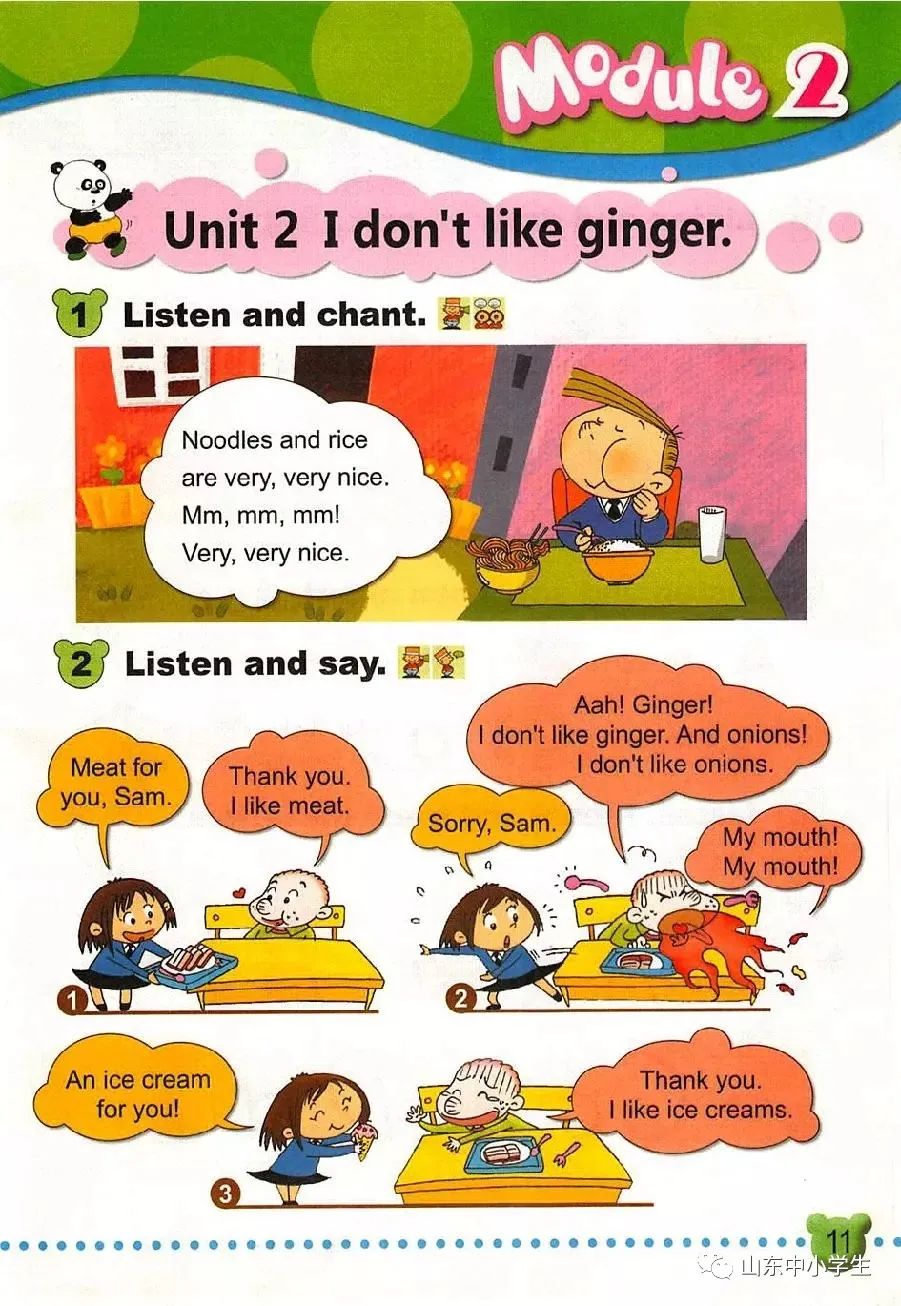 Module 2
Unit 2 I don't like ginger.
1 Listen and chant.
Noodles and rice
are very, very nice.
Mm, mm, mm!
Very, very nice.
2 Listen and say.
Meat for
you, Sam.
Thank you.
I like meat.
1
Aah! Ginger!
I don't like ginger. And onions!
I don't like onions.
Sorry, Sam.
My mouth!
My mouth!
2
An ice cream
for you!
Thank you.
I like ice creams.
3
11
山东中小学生